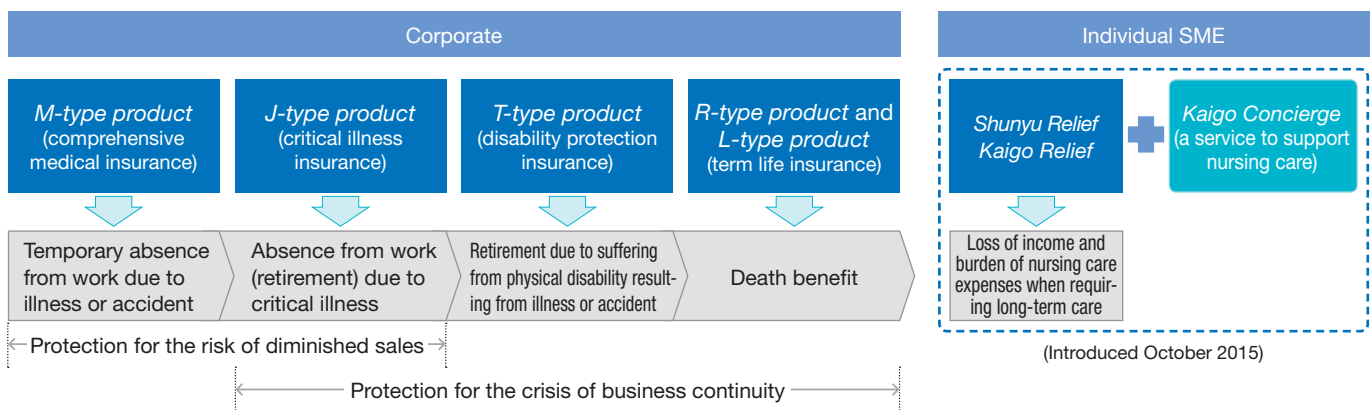 Corporate
Individual SME
M-type product
(comprehensive
medical insurance)
J-type product
(critical illness
insurance)
T-type product
(disability protection
insurance)
R-type product and
L-type product
(term life insurance)
Shunyu Relief
Kaigo Relief
Kaigo Concierge
(a service to support
nursing care)
Temporary absence
from work due to
illness or accident
Absence from work
(retirement) due to
critical illness
Retirement due to suffering
from physical disability result-
ing from illness or accident
Death benefit
Loss of income and
burden of nursing care
expenses when requir-
ing long-term care
Protection for the risk of diminished sales
(Introduced October 2015)
Protection for the crisis of business continuity